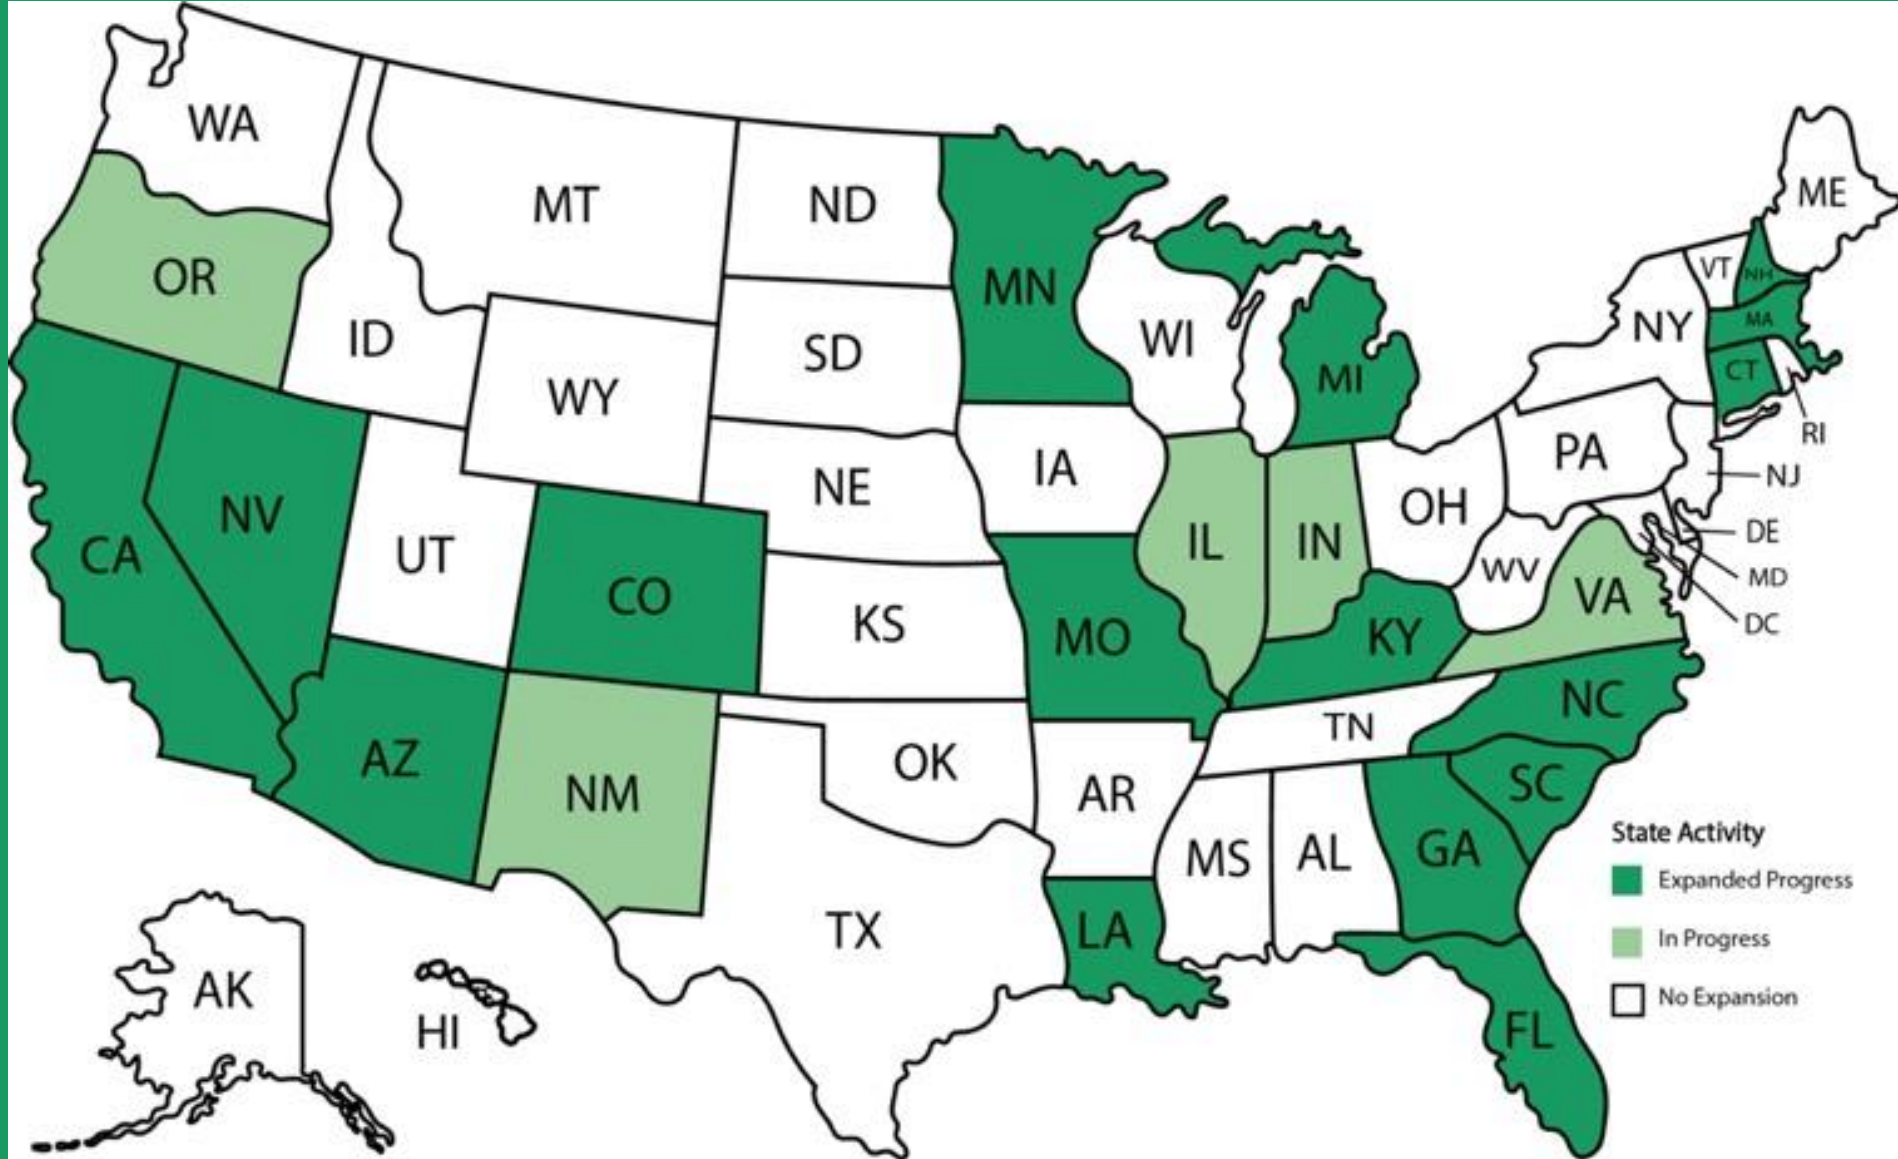 WA
MT
ND
MN
ME
OR
ID
SD
WI
MI
VT
NH
NY
MA
CT
RI
WY
NE
IA
PA
NJ
NV
CA
UT
CO
KS
MO
IL
IN
OH
WV
VA
DE
MD
DC
KY
AZ
NM
OK
AR
TN
NC
SC
MS
AL
GA
TX
LA
FL
AK
HI
State Activity
Expanded Progress
In Progress
No Expansion